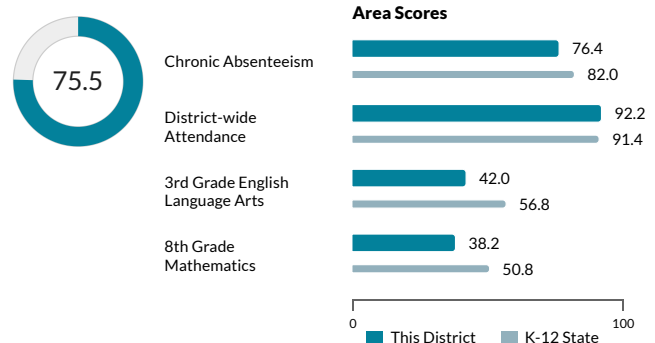 Area Scores
75.5
Chronic Absenteeism
76.4
82.0
District-wide
Attendance
92.2
91.4
3rd Grade English
Language Arts
42.0
56.8
8th Grade
Mathematics
38.2
50.8
0
100
This District
K-12 State